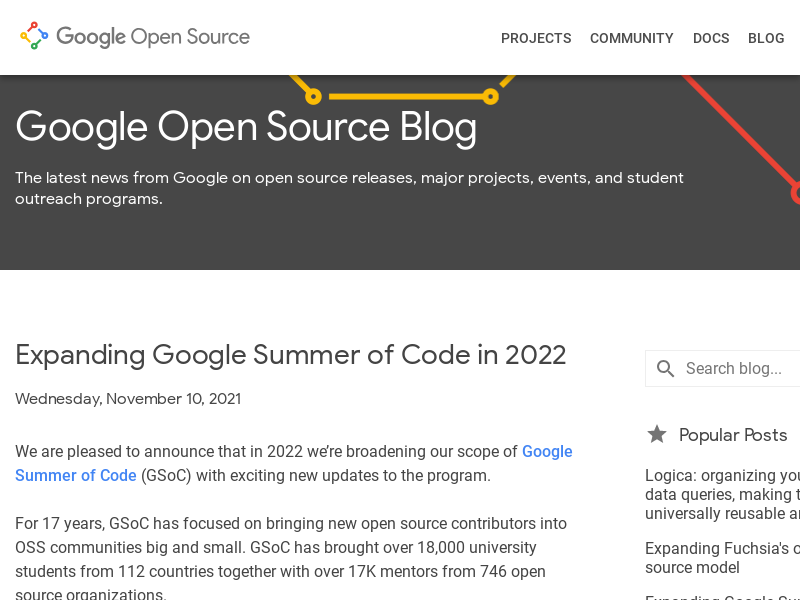 Google Open Source
PROJECTS COMMUNITY DOCS BLOG
Google Open Source Blog
The latest news from Google on open source releases, major projects, events, and student
outreach programs.
Expanding Google Summer of Code in 2022
Wednesday, November 10, 2021
We are pleased to announce that in 2022 we’re broadening our scope of Google
Summer of Code (GSoC) with exciting new updates to the program.
For 17 years, GSoC has focused on bringing new open source contributors into
OSS communities big and small. GSoC has brought over 18,000 university
students from 112 countries together with over 17K mentors from 746 open
source organizations.
Search blog...
Popular Posts
Logica: organizing you
data queries, making
universally reusable
Expanding Fuchsia's
source model
Expanding Google